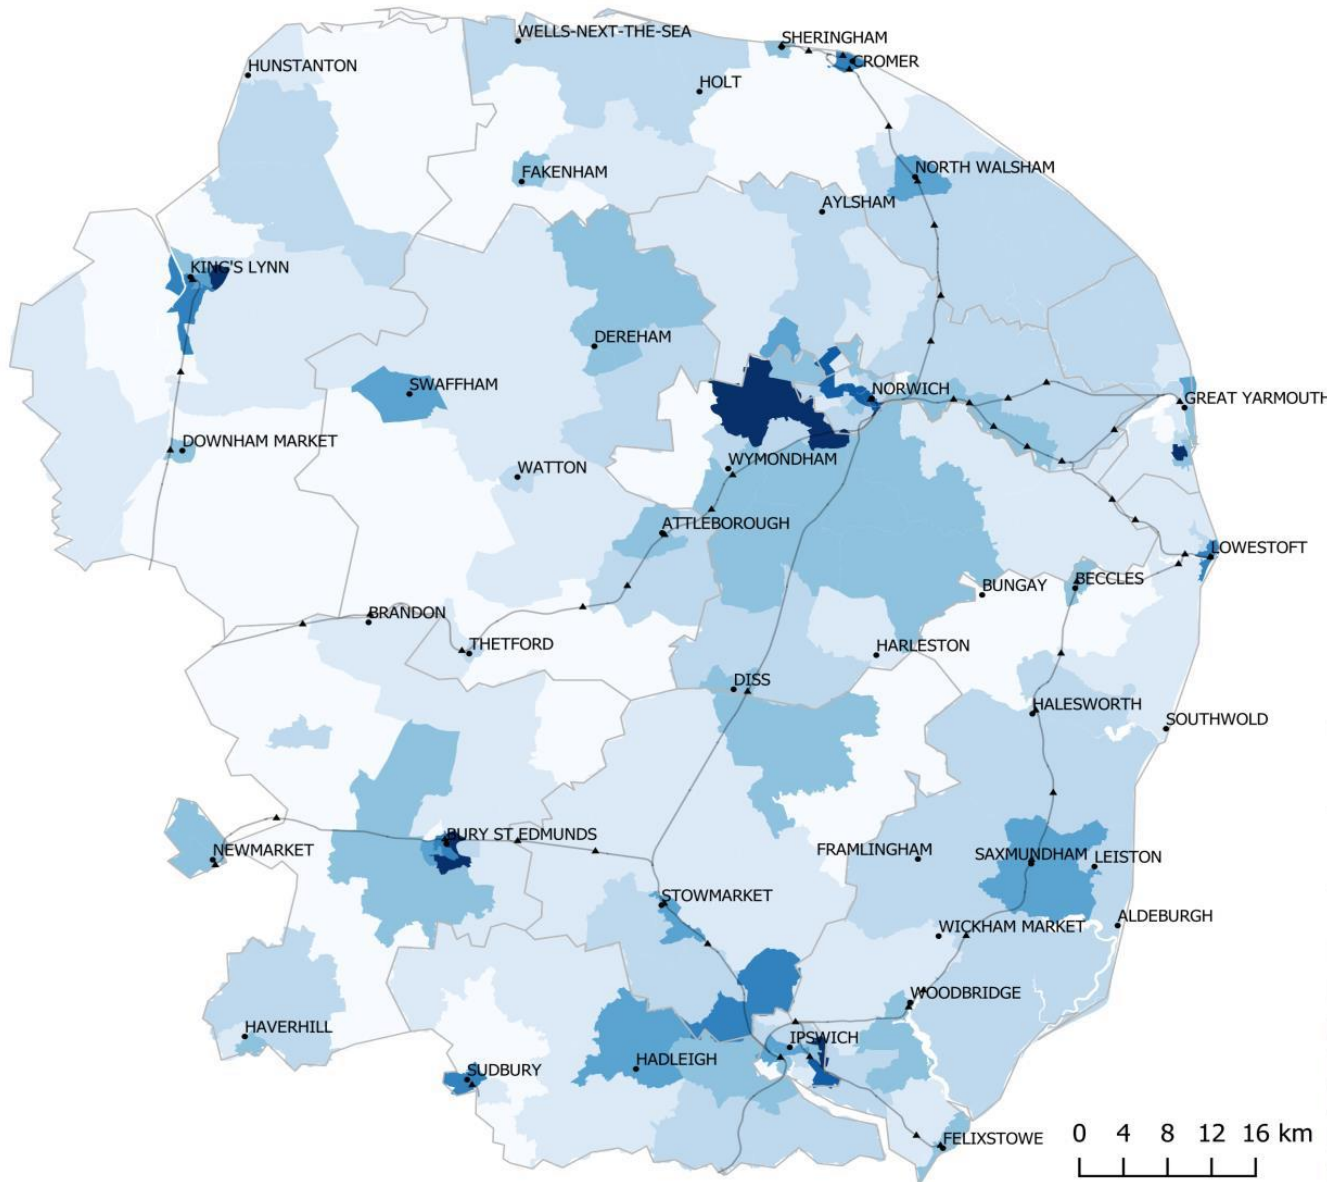 WELLS-NEXT-THE-SEA
SHERINGHAM
HUNSTANTON
CROMER
HOLT
FAKENHAM
NORTH WALSHAM
AYLSHAM
KING'S LYNN
DEREHAM
SWAFFHAM
NORWICH
GREAT YARMOUTH
DOWNHAM MARKET
WYMONDHAM
WATTON
ATTLEBOROUGH
LOWESTOFT
BUNGAY
BECCLES
BRANDON
THETFORD
HARLESTON
DISS
HALESWORTH
SOUTHWOLD
BURY ST EDMUNDS
NEWMARKET
FRAMLINGHAM
SAXMUNDHAM
LEISTON
STOWMARKET
ALDEBURGH
WICKHAM MARKET
WOODBRIDGE
HAVERHILL
IPSWICH
HADLEIGH
SUDBURY
FELIXSTOWE
0 4 8 12 16 km